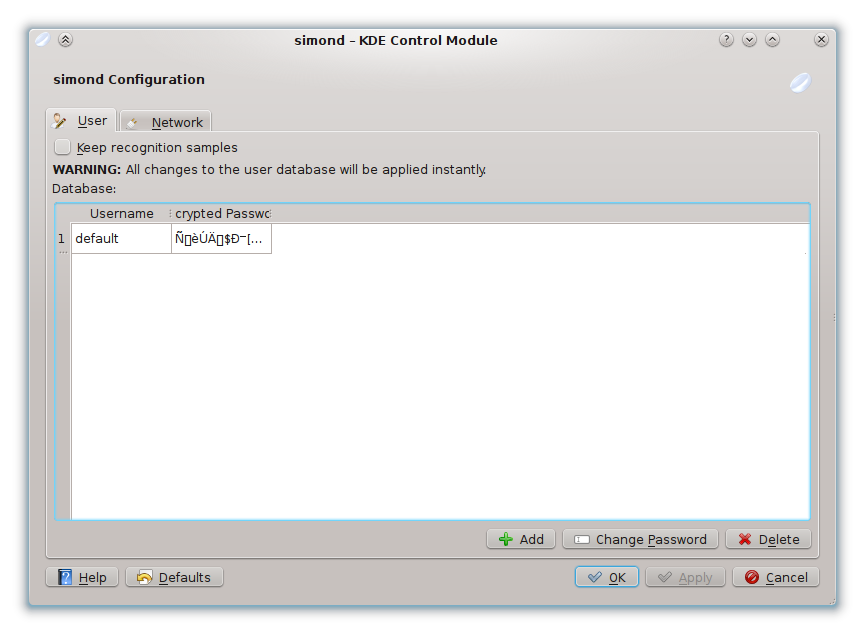 simond – KDE Control Module
simond Configuration
User
Network
Keep recognition samples
WARNING: All changes to the user database will be applied instantly.
Database:
Username
crypted Passwc
1
default
Add
Change Password
Delete
Help
Defaults
OK
Apply
Cancel